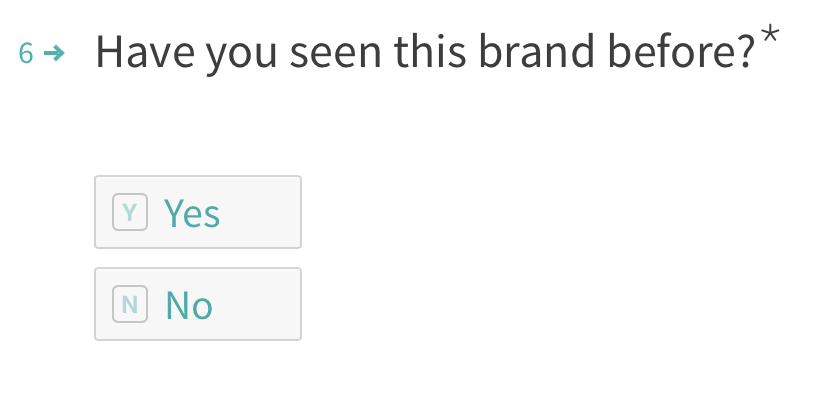 6 → Have you seen this brand before?*
Y Yes
N No